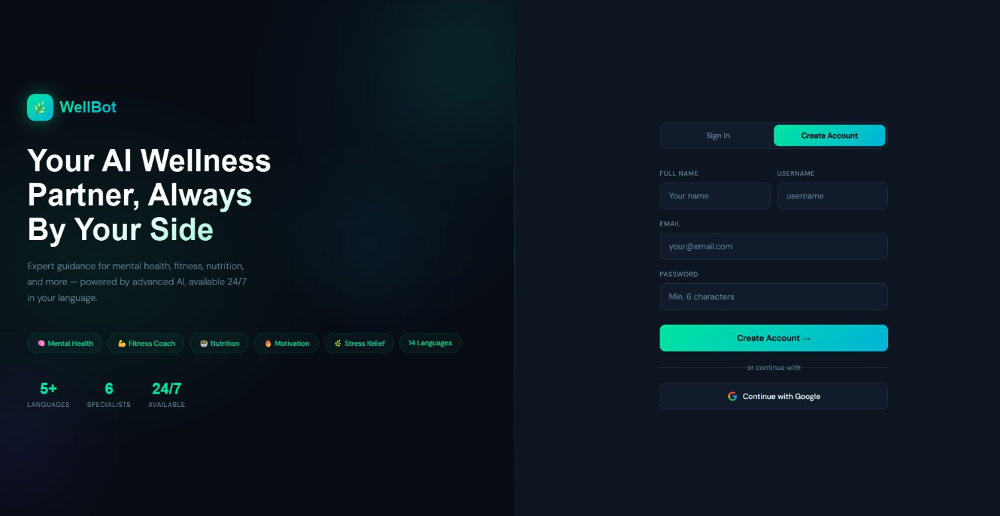 WellBot
Your AI Wellness
Partner, Always
By Your Side
Expert guidance for mental health, fitness, nutrition,
and more — powered by advanced AI, available 24/7
in your language.
🧠 Mental Health 💪 Fitness Coach 🥗 Nutrition 🔥 Motivation 🌿 Stress Relief 14 Languages
5+ 6 24/7
LANGUAGES SPECIALISTS AVAILABLE
Sign In Create Account
FULL NAME USERNAME
Your name username
EMAIL
your@email.com
PASSWORD
Min. 6 characters
Create Account →
or continue with
Continue with Google